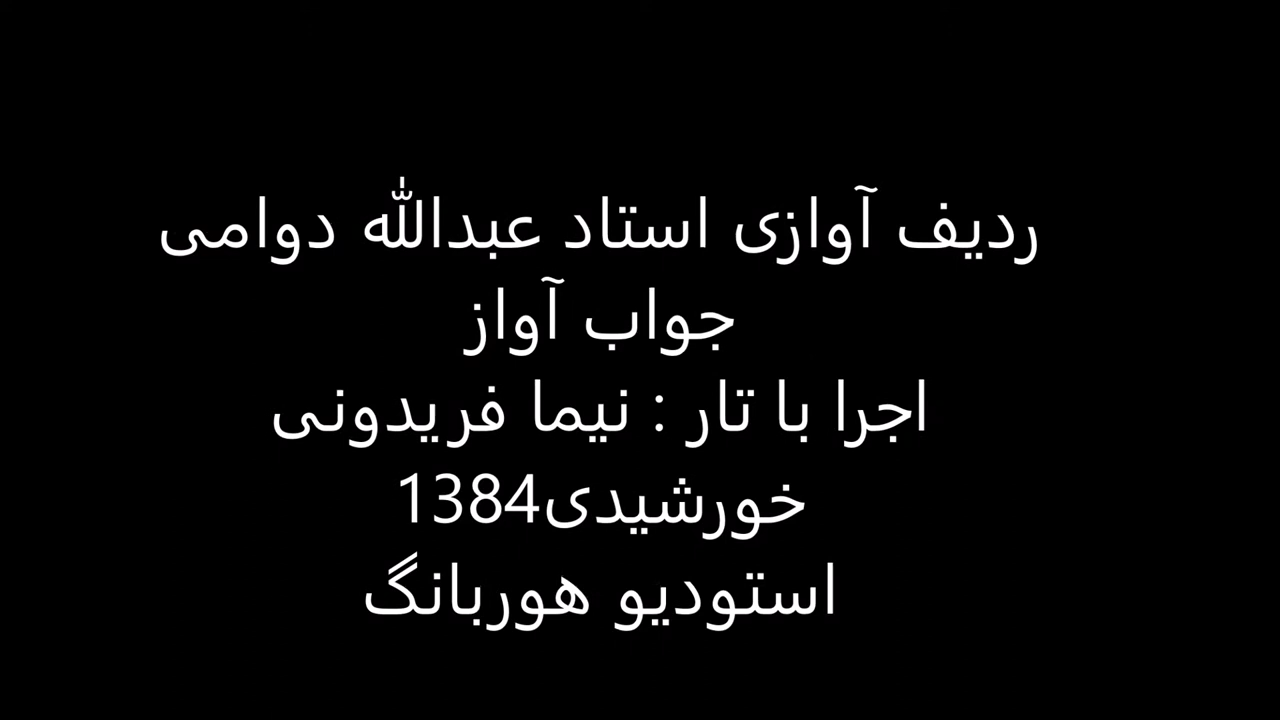 ردیف آوازی استاد عبدالله دوامی
جواب آواز
اجرا با تار : نیما فریدونی
خورشیدی1384
استودیو هوربانگ